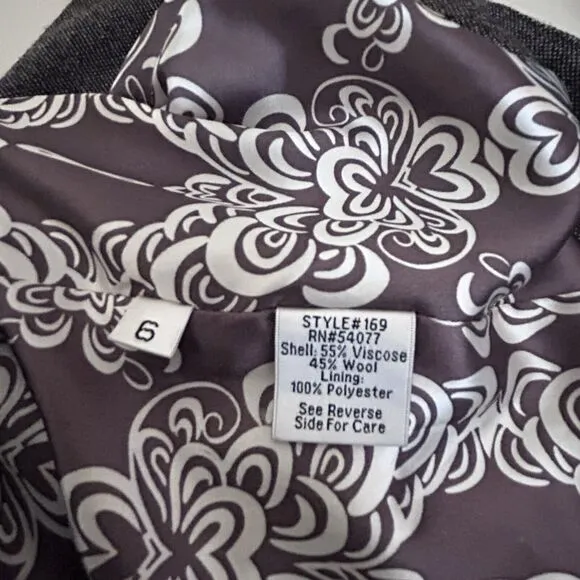 6
STYLE#169
RN#54077
Shell: 55% Viscose
45% Wool
Lining:
100% Polyester
See Reverse
Side For Care